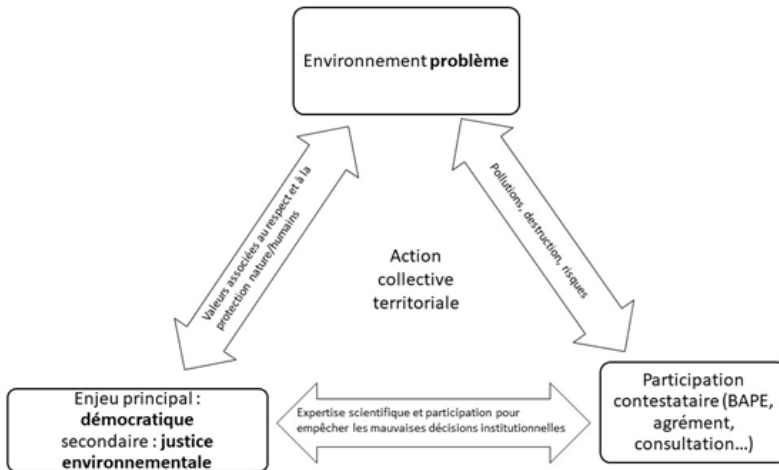 Environnement problème
Valeurs associées au respect et à la
protection nature/humains
Pollutions, destruction, risques
Action
collective
territoriale
Enjeu principal :
démocratique
secondaire : justice
environnementale
Expertise scientifique et participation pour
empêcher les mauvaises décisions institutionnelles
Participation
contestataire (BAPE,
agrément,
consultation...)